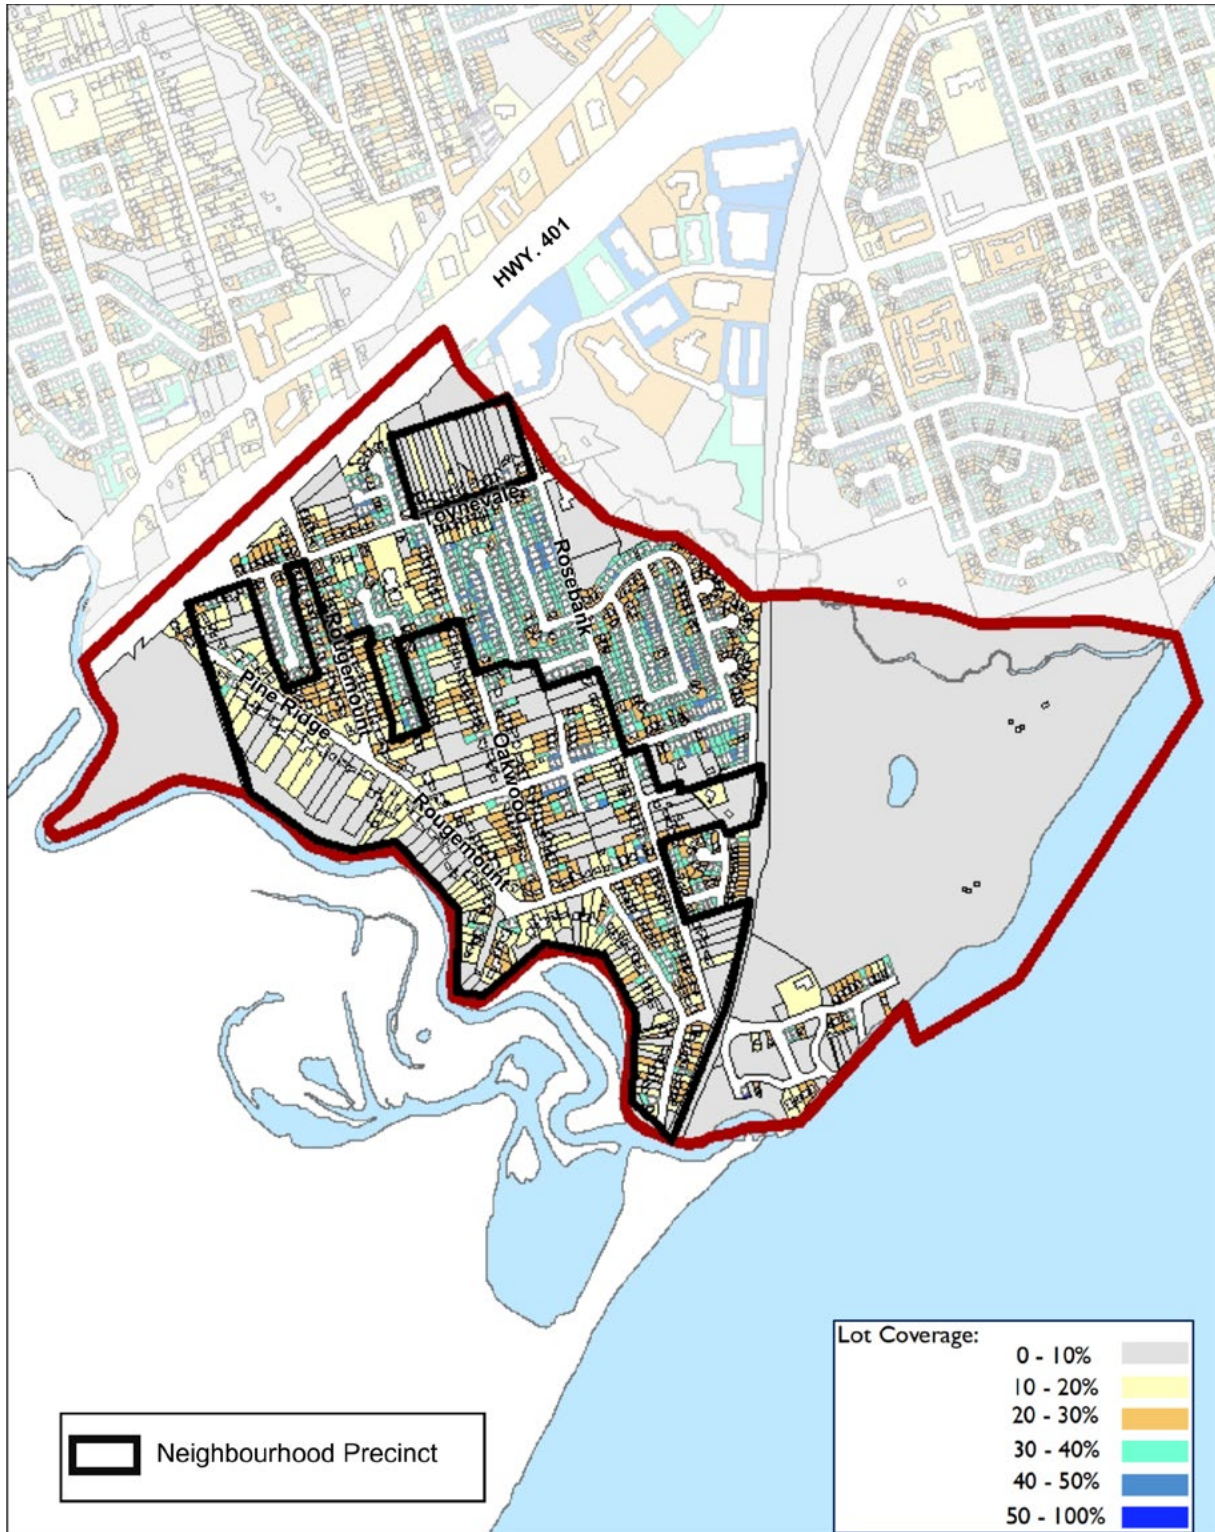 HWY. 401
Toynevale
Rosebank
Rougemount
Pine Ridge
Oakwood
Rougemount
Lot Coverage:
0 - 10%
10 - 20%
20 - 30%
30 - 40%
40 - 50%
50 - 100%
Neighbourhood Precinct